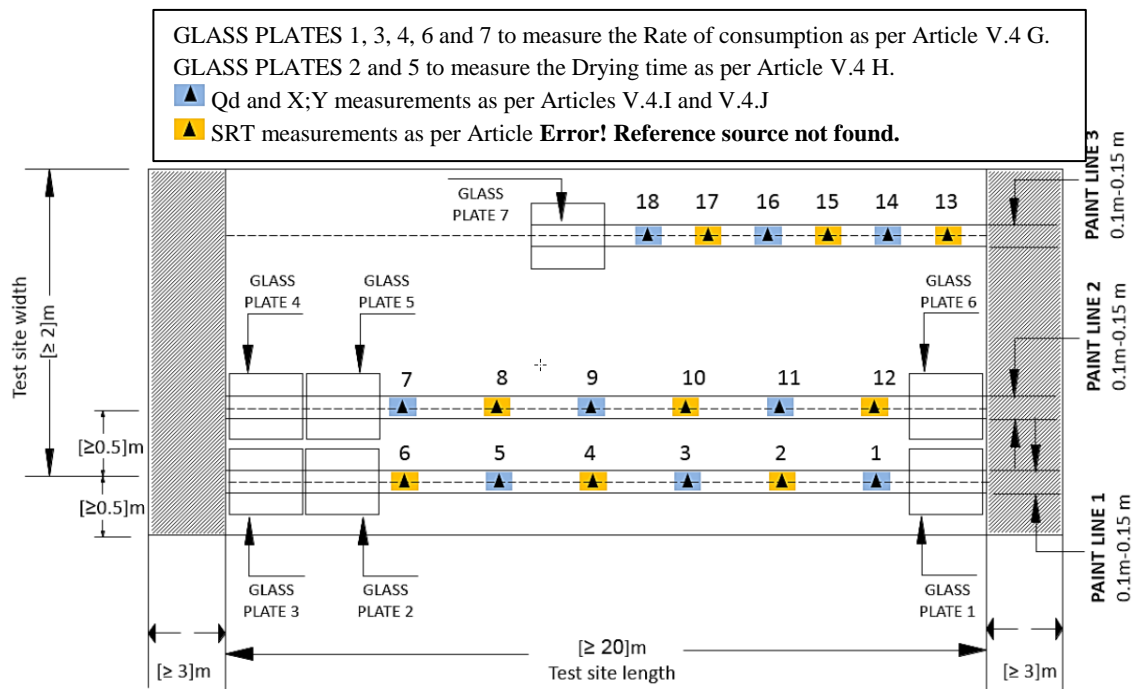 GLASS PLATES 1, 3, 4, 6 and 7 to measure the Rate of consumption as per Article V.4 G.
GLASS PLATES 2 and 5 to measure the Drying time as per Article V.4 H.
Qd and X;Y measurements as per Articles V.4.I and V.4.J
SRT measurements as per Article Error! Reference source not found.
GLASS
PLATE 7
18 17 16 15 14 13
PAINT LINE 3
0.1m-0.15 m
Test site width
[≥ 2]m
GLASS
PLATE 4
GLASS
PLATE 5
GLASS
PLATE 6
PAINT LINE 2
0.1m-0.15 m
7 8 9 10 11 12
[≥0.5]m
6 5 4 3 2 1
[≥0.5]m
PAINT LINE 1
0.1m-0.15 m
GLASS
PLATE 3
GLASS
PLATE 2
GLASS
PLATE 1
[≥ 3]m
[≥ 20]m
Test site length
[≥ 3]m